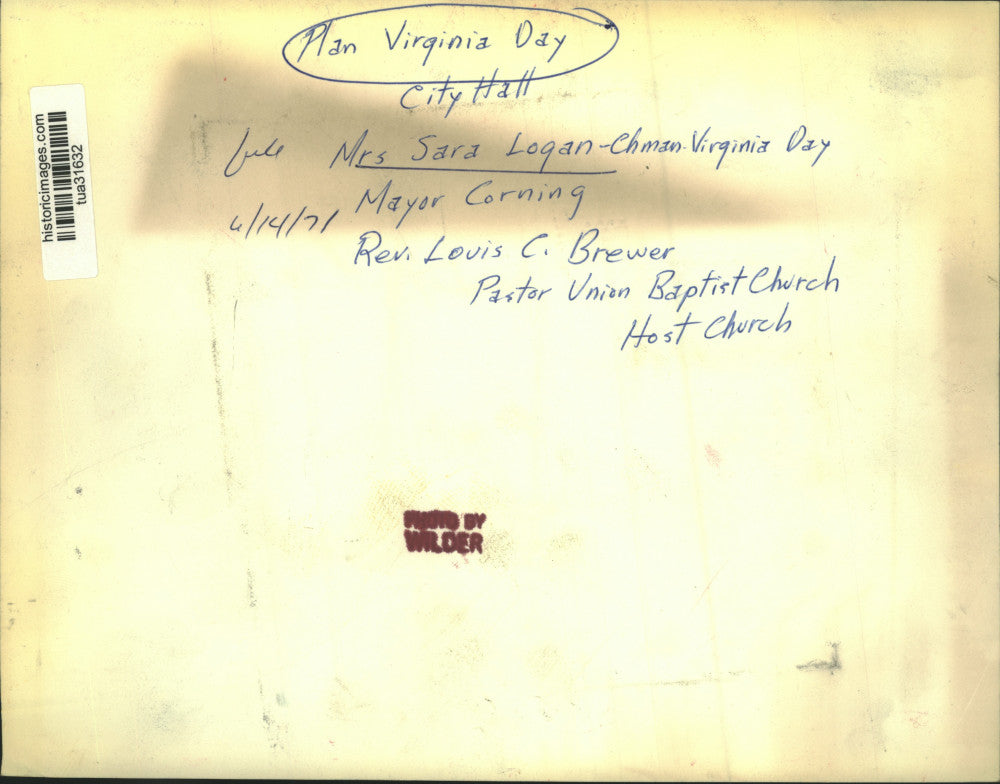 Plan Virginia Day
City Hall
file
Mrs Sara Logan-Chman-Virginia Day
Mayor Corning
4/14/71
Rev. Louis C. Brewer
Pastor Union Baptist Church
Host Church
historicimages.com
tua31632
PHOTO BY
WILDER